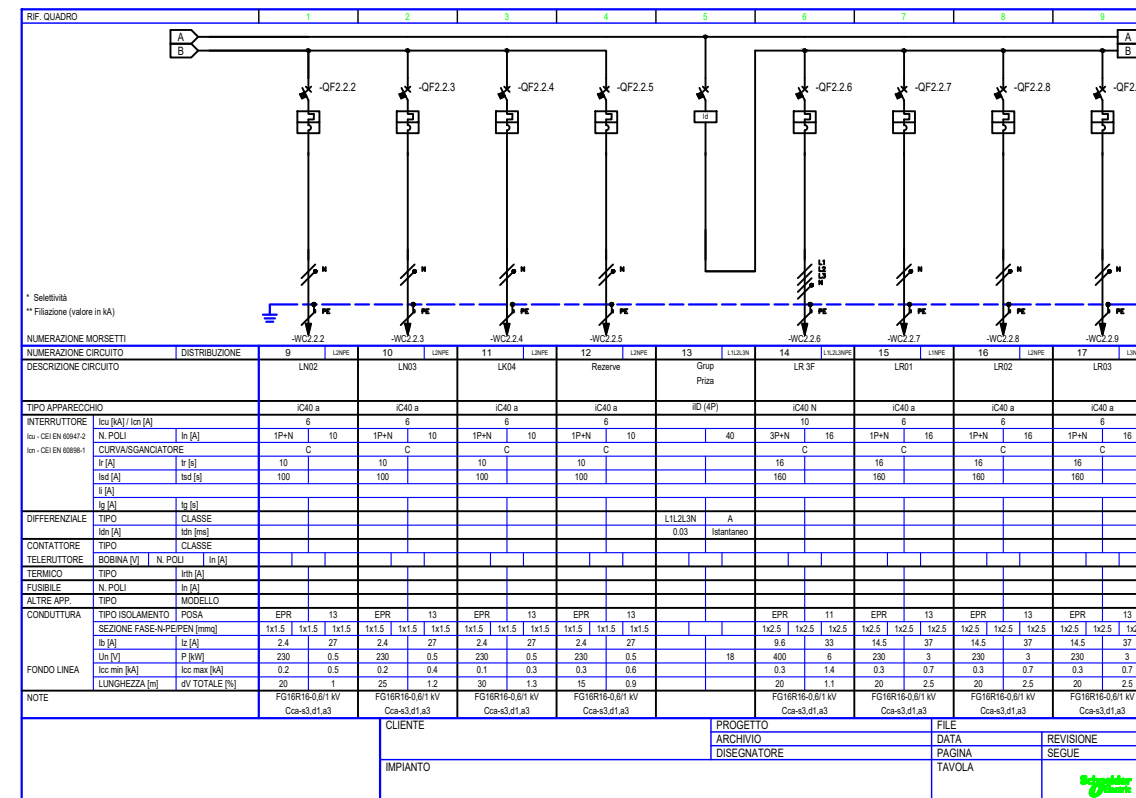 RIF. QUADRO 1 2 3 4 5 6 7 8 9
A A
B B
-QF2.2.2 -QF2.2.3 -QF2.2.4 -QF2.2.5 -QF2.2.6 -QF2.2.7 -QF2.2.8 -QF2.
Id
N N N N N N N N
* Selettività
** Filiazione (valore in kA)
PE PE PE PE PE PE PE
NUMERAZIONE MORSETTI -WC2.2.2 -WC2.2.3 -WC2.2.4 -WC2.2.5 -WC2.2.6 -WC2.2.7 -WC2.2.8 -WC2.2.9
NUMERAZIONE CIRCUITO DISTRIBUZIONE 9 L2NPE 10 L2NPE 11 L2NPE 12 L2NPE 13 L1L2L3N 14 L1L2L3NPE 15 L1NPE 16 L2NPE 17 L3N
DESCRIZIONE CIRCUITO LN02 LN03 LK04 Rezerve Grup LR 3F LR01 LR02 LR03
Priza
TIPO APPARECCHIO iC40 a iC40 a iC40 a iC40 a iID (4P) iC40 N iC40 a iC40 a iC40 a
INTERRUTTORE Icu [kA] / Icn [A] 6 6 6 6 10 6 6 6
Icu - CEI EN 60947-2 N. POLI In [A] 1P+N 10 1P+N 10 1P+N 10 1P+N 10 40 3P+N 16 1P+N 16 1P+N 16 1P+N 16
Icn - CEI EN 60898-1 CURVA/SGANCIATORE C C C C C C C C
Ir [A] tr [s] 10 10 10 10 16 16 16 16
Isd [A] tsd [s] 100 100 100 100 160 160 160 160
Ii [A]
Ig [A] tg [s]
DIFFERENZIALE TIPO CLASSE L1L2L3N A
Idn [A] tdn [ms] 0.03 Istantaneo
CONTATTORE TIPO CLASSE
TELERUTTORE BOBINA [V] N. POLI In [A]
TERMICO TIPO Irth [A]
FUSIBILE N. POLI In [A]
ALTRE APP. TIPO MODELLO
CONDUTTURA TIPO ISOLAMENTO POSA EPR 13 EPR 13 EPR 13 EPR 13 EPR 11 EPR 13 EPR 13 EPR 13
SEZIONE FASE-N-PE/PEN [mmq] 1x1.5 1x1.5 1x1.5 1x1.5 1x1.5 1x1.5 1x1.5 1x1.5 1x1.5 1x1.5 1x1.5 1x1.5 1x2.5 1x2.5 1x2.5 1x2.5 1x2.5 1x2.5 1x2.5 1x2.5 1x2.5 1x2.5 1x2.5 1x2
Ib [A] Iz [A] 2.4 27 2.4 27 2.4 27 2.4 27 9.6 33 14.5 37 14.5 37 14.5 37
Un [V] P [kW] 230 0.5 230 0.5 230 0.5 230 0.5 18 400 6 230 3 230 3 230 3
FONDO LINEA Icc min [kA] Icc max [kA] 0.2 0.5 0.2 0.4 0.1 0.3 0.3 0.6 0.3 1.4 0.3 0.7 0.3 0.7 0.3 0.7
LUNGHEZZA [m] dV TOTALE [%] 20 1 25 1.2 30 1.3 15 0.9 20 1.1 20 2.5 20 2.5 20 2.5
NOTE FG16R16-0,6/1 kV FG16R16-0,6/1 kV FG16R16-0,6/1 kV FG16R16-0,6/1 kV FG16R16-0,6/1 kV FG16R16-0,6/1 kV FG16R16-0,6/1 kV FG16R16-0,6/1 kV
Cca-s3,d1,a3 Cca-s3,d1,a3 Cca-s3,d1,a3 Cca-s3,d1,a3 Cca-s3,d1,a3 Cca-s3,d1,a3 Cca-s3,d1,a3 Cca-s3,d1,a3
CLIENTE PROGETTO FILE
ARCHIVIO DATA REVISIONE
DISEGNATORE PAGINA SEGUE
IMPIANTO TAVOLA
Schneider
Electric